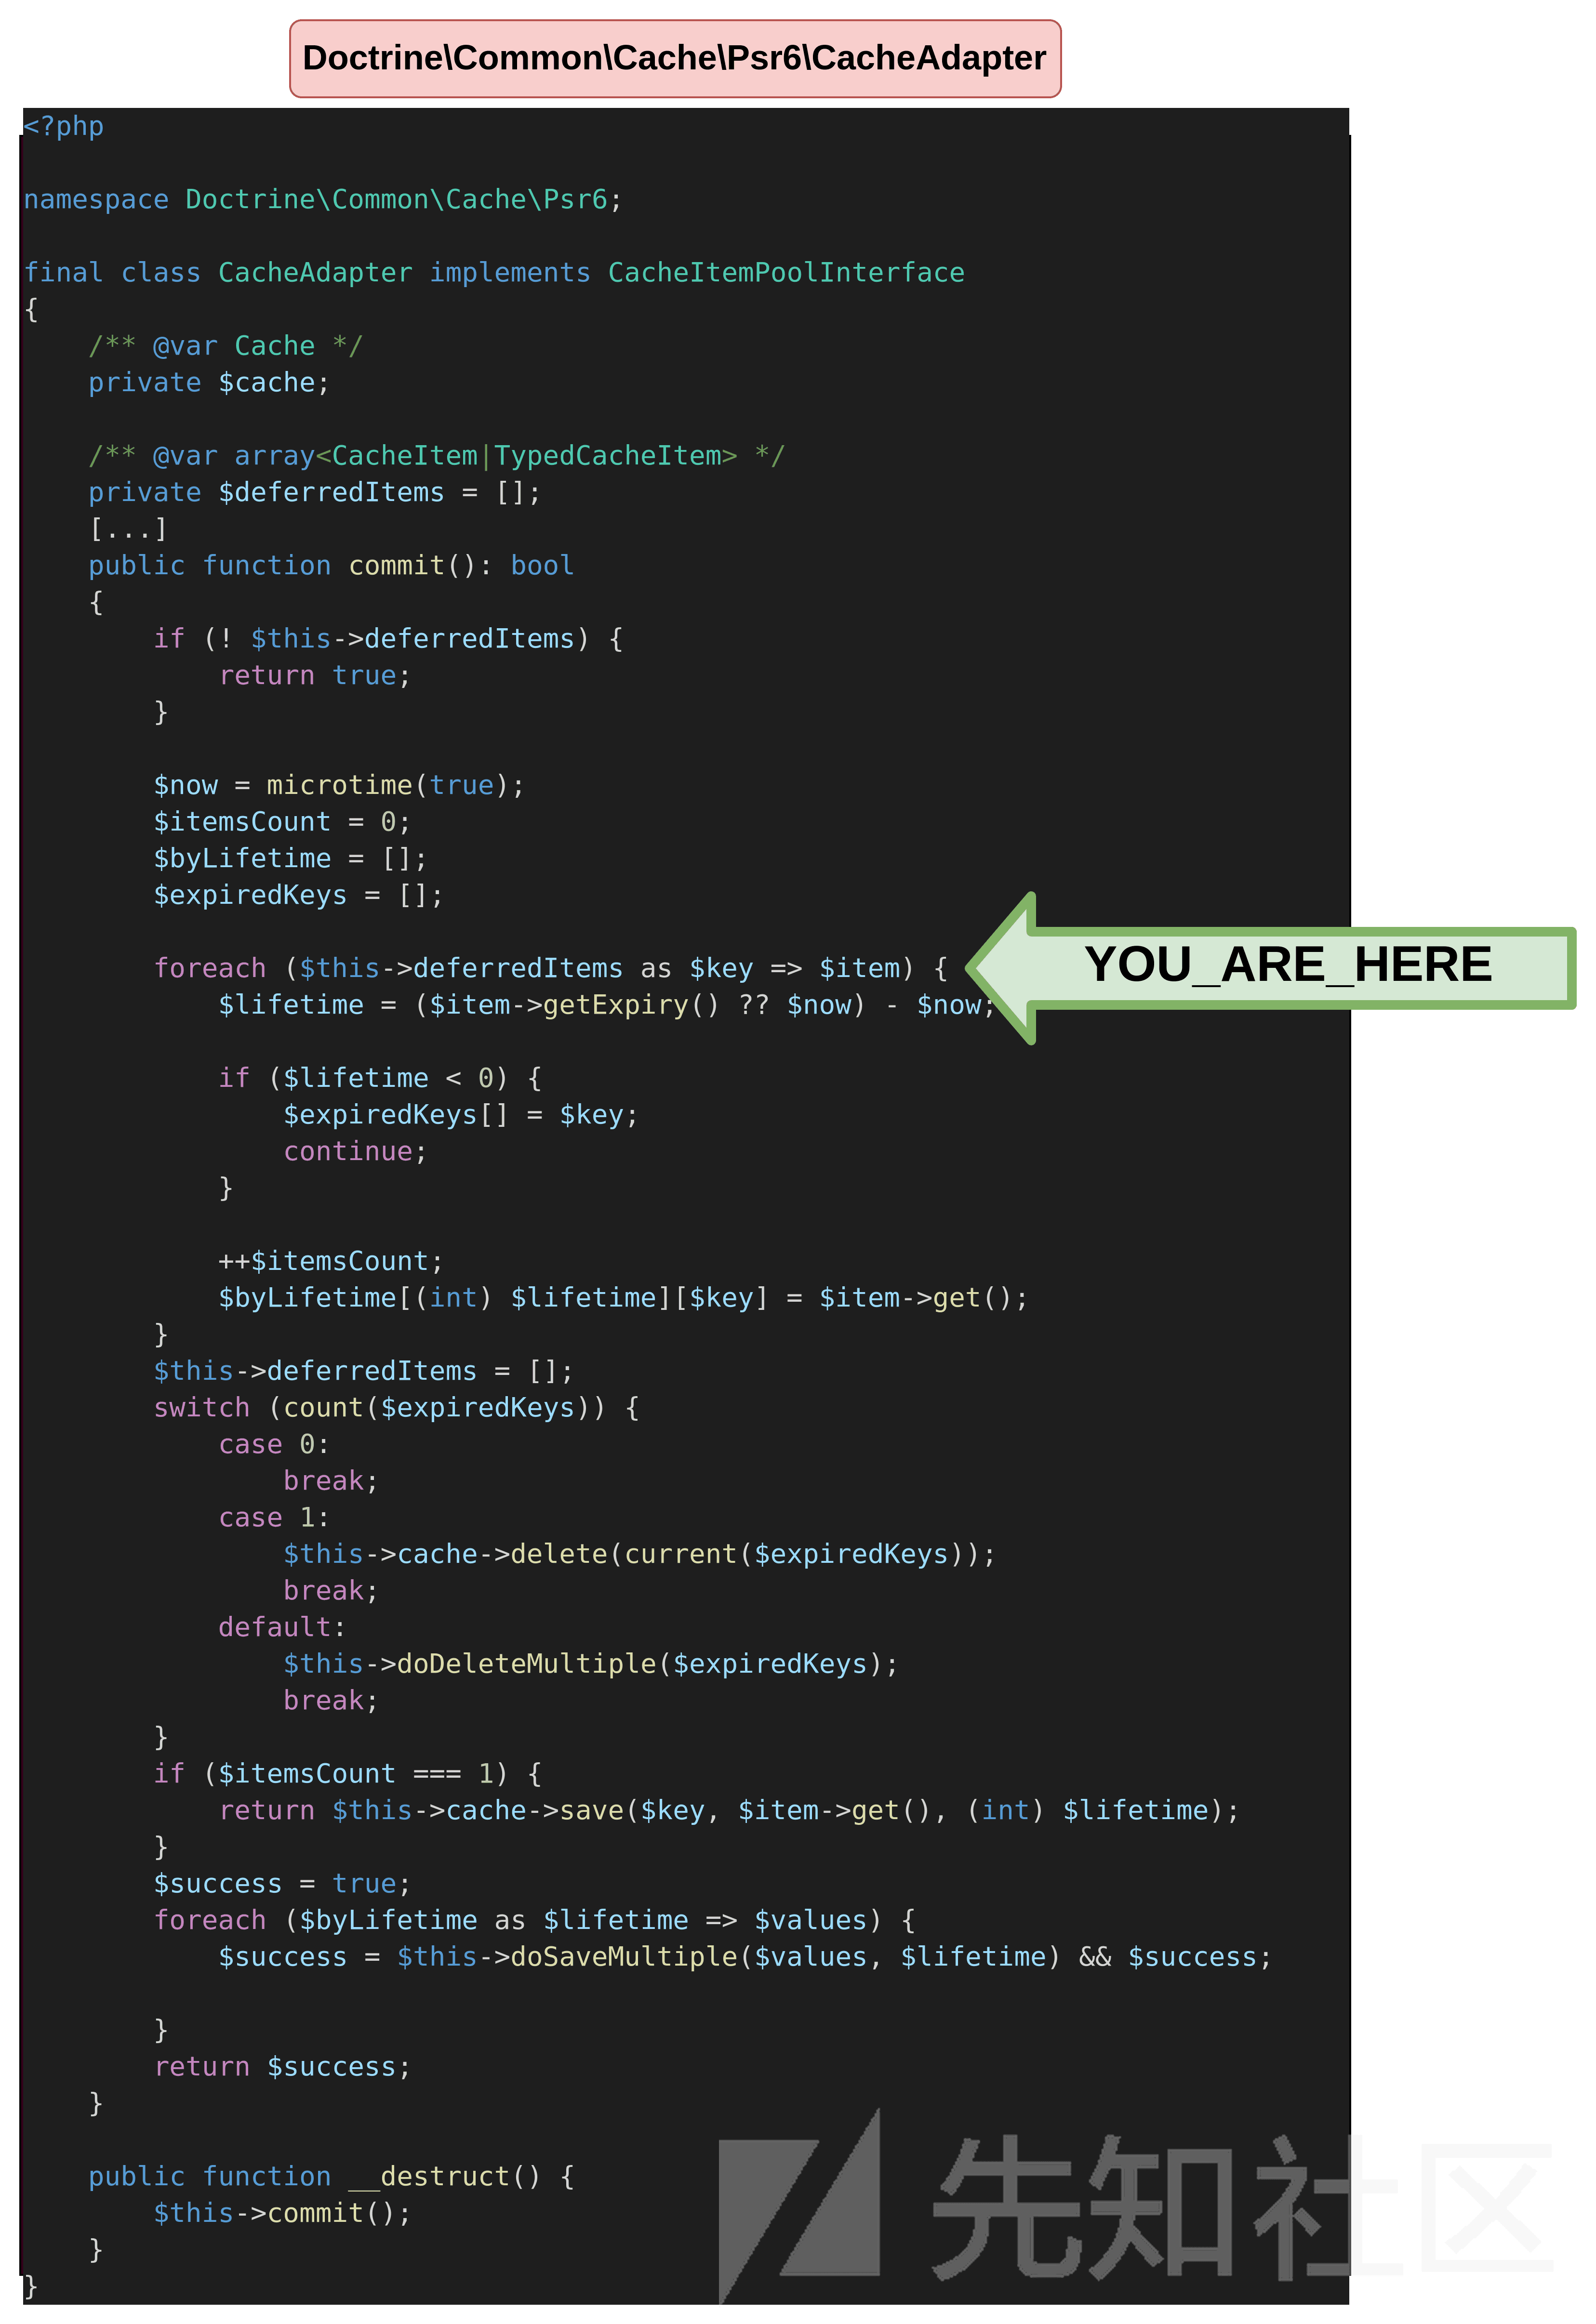 Doctrine\Common\Cache\Psr6\CacheAdapter
<?php
namespace Doctrine\Common\Cache\Psr6;
final class CacheAdapter implements CacheItemPoolInterface
{
    /** @var Cache */
    private $cache;
    /** @var array<CacheItem|TypedCacheItem> */
    private $deferredItems = [];
    [...]
    public function commit(): bool
    {
        if (! $this->deferredItems) {
            return true;
        }
        $now = microtime(true);
        $itemsCount = 0;
        $byLifetime = [];
        $expiredKeys = [];
        foreach ($this->deferredItems as $key => $item) {
YOU_ARE_HERE
            $lifetime = ($item->getExpiry() ?? $now) - $now;
            if ($lifetime < 0) {
                $expiredKeys[] = $key;
                continue;
            }
            ++$itemsCount;
            $byLifetime[(int) $lifetime][$key] = $item->get();
        }
        $this->deferredItems = [];
        switch (count($expiredKeys)) {
            case 0:
                break;
            case 1:
                $this->cache->delete(current($expiredKeys));
                break;
            default:
                $this->doDeleteMultiple($expiredKeys);
                break;
        }
        if ($itemsCount === 1) {
            return $this->cache->save($key, $item->get(), (int) $lifetime);
        }
        $success = true;
        foreach ($byLifetime as $lifetime => $values) {
            $success = $this->doSaveMultiple($values, $lifetime) && $success;
        }
        return $success;
    }
    public function __destruct() {
        $this->commit();
    }
}
先知社区